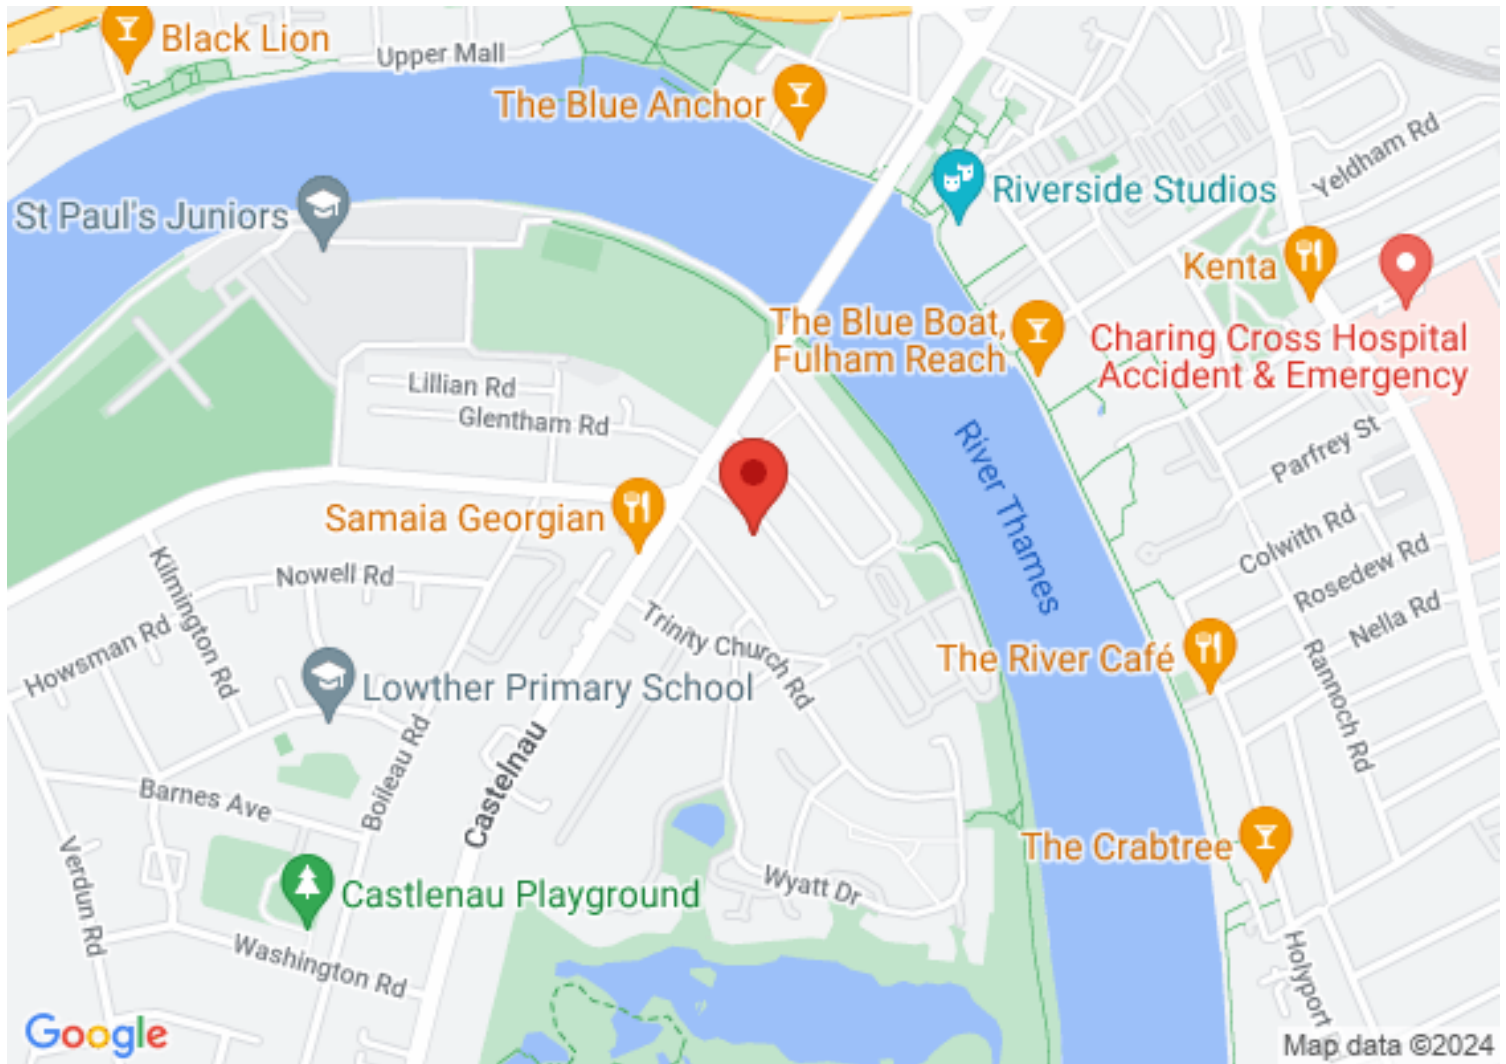 Black Lion
Upper Mall
The Blue Anchor
Yeldham Rd
St Paul's Juniors
Riverside Studios
Kenta
The Blue Boat,
Fulham Reach
Charing Cross Hospital
Accident & Emergency
Lillian Rd
Glentham Rd
River Thames
Parfrey St
Samaia Georgian
Colwith Rd
Rosedew Rd
Nella Rd
Kilmington Rd
Nowell Rd
Howsman Rd
Trinity Church Rd
The River Café
Rannoch Rd
Lowther Primary School
Boileau Rd
Castelnau
Barnes Ave
Verdun Rd
The Crabtree
Castlenau Playground
Wyatt Dr
Washington Rd
Holyport
Google
Map data ©2024